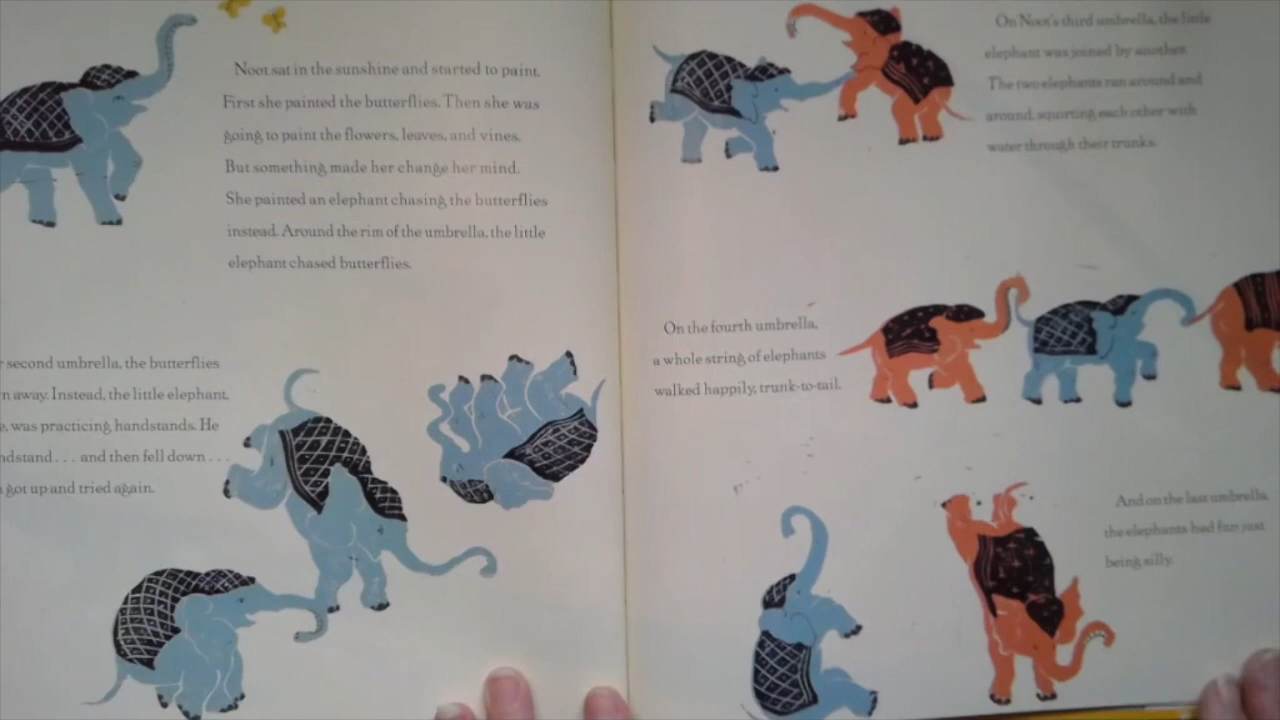 Noot sat in the sunshine and started to paint.
First she painted the butterflies. Then she was
going to paint the flowers, leaves, and vines.
But something made her change her mind.
She painted an elephant chasing the butterflies
instead. Around the rim of the umbrella, the little
elephant chased butterflies.
second umbrella, the butterflies
away. Instead, the little elephant,
was practicing handstands. He
. . . and then fell down . . .
got up and tried again.
On Noot's third umbrella, the little
elephant was joined by another.
The two elephants ran around and
around, squirting each other with
water through their trunks.
On the fourth umbrella,
a whole string of elephants
walked happily, trunk-to-tail.
And on the last umbrella,
the elephants had fun just
being silly.